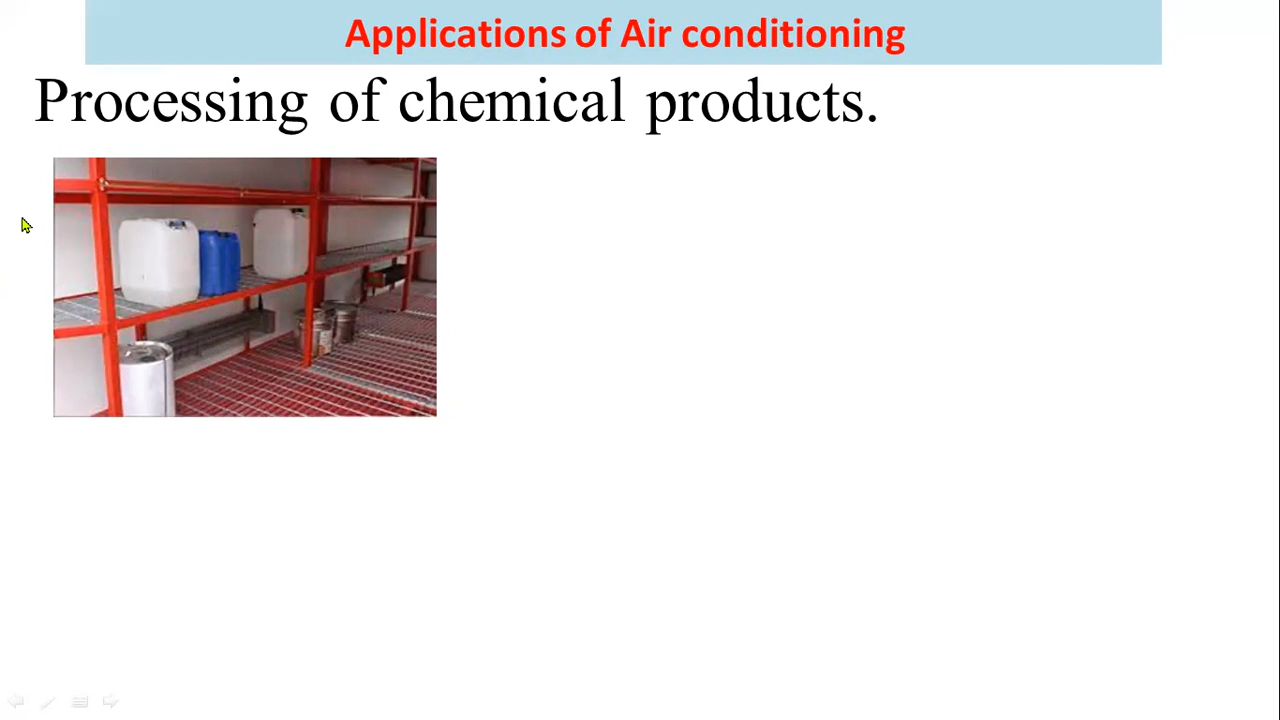 Applications of Air conditioning
Processing of chemical products.